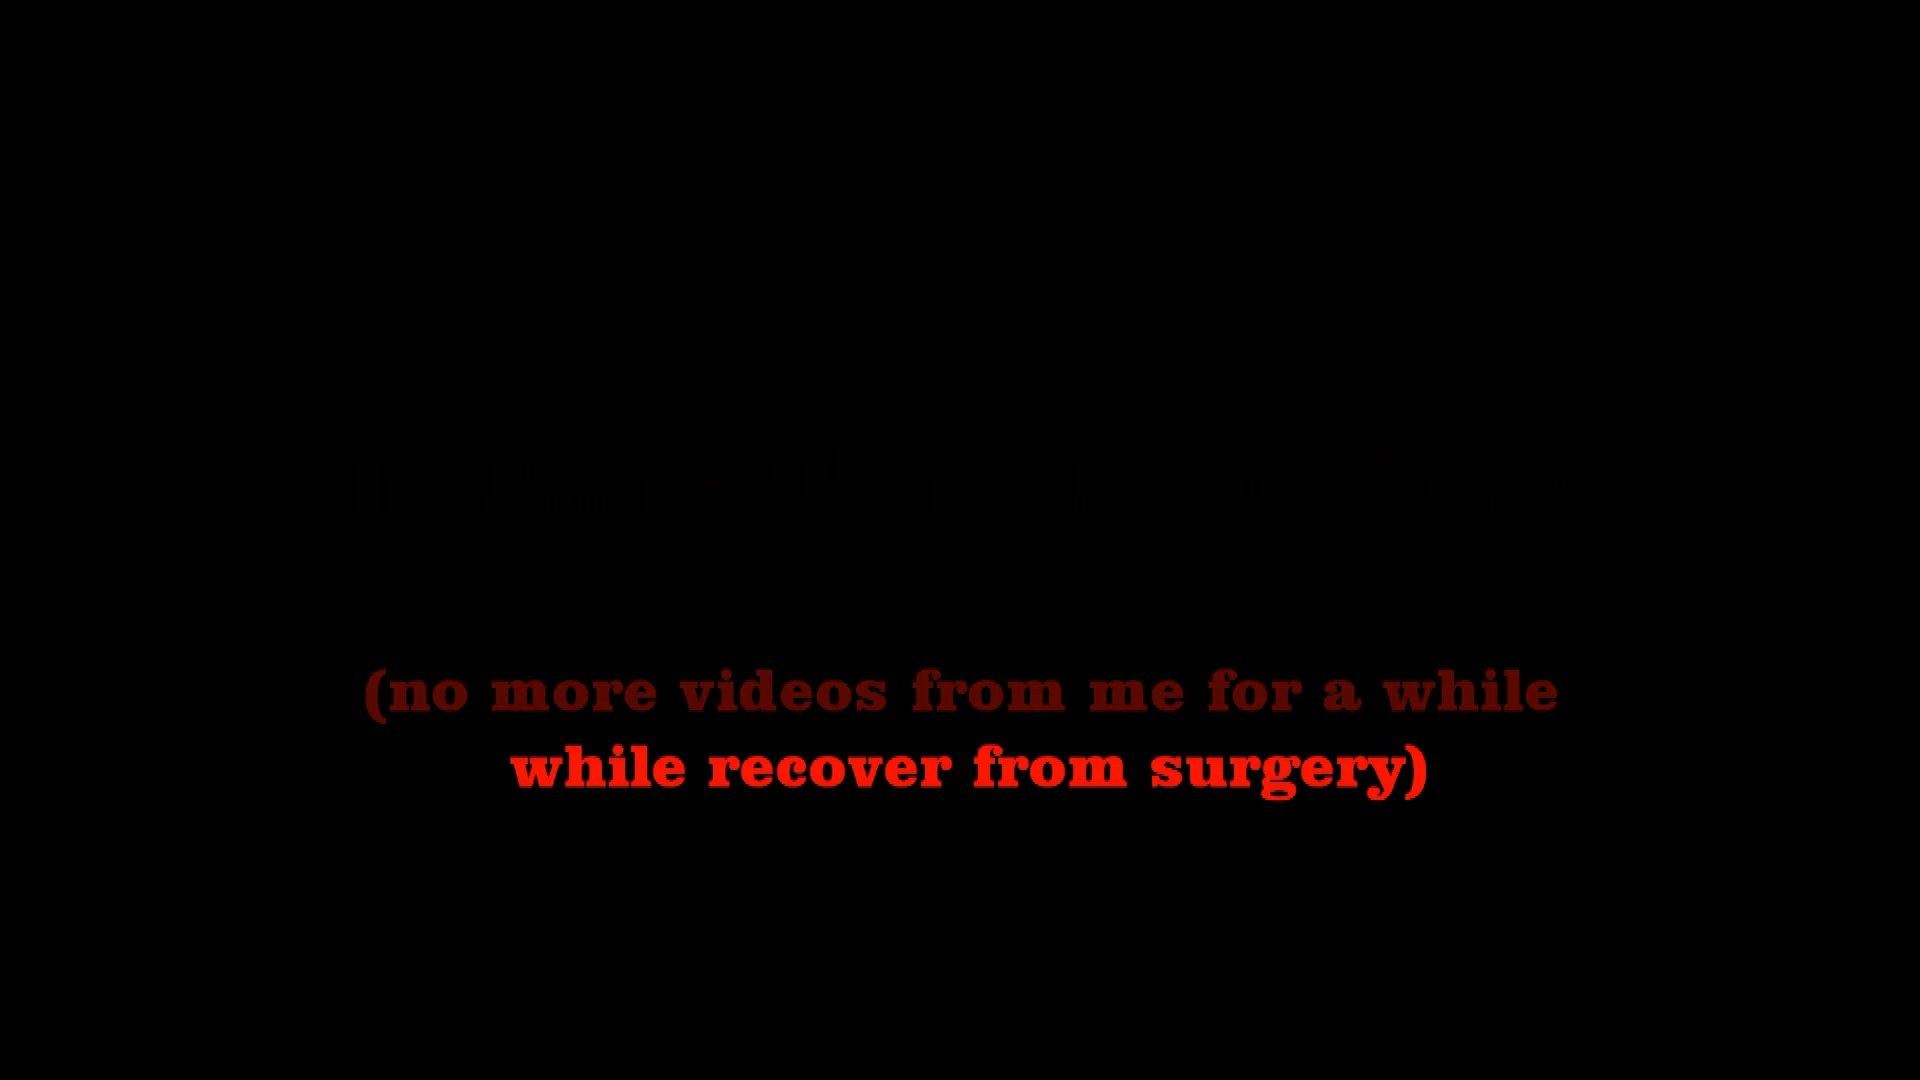 (no more videos from me for a while
while recover from surgery)